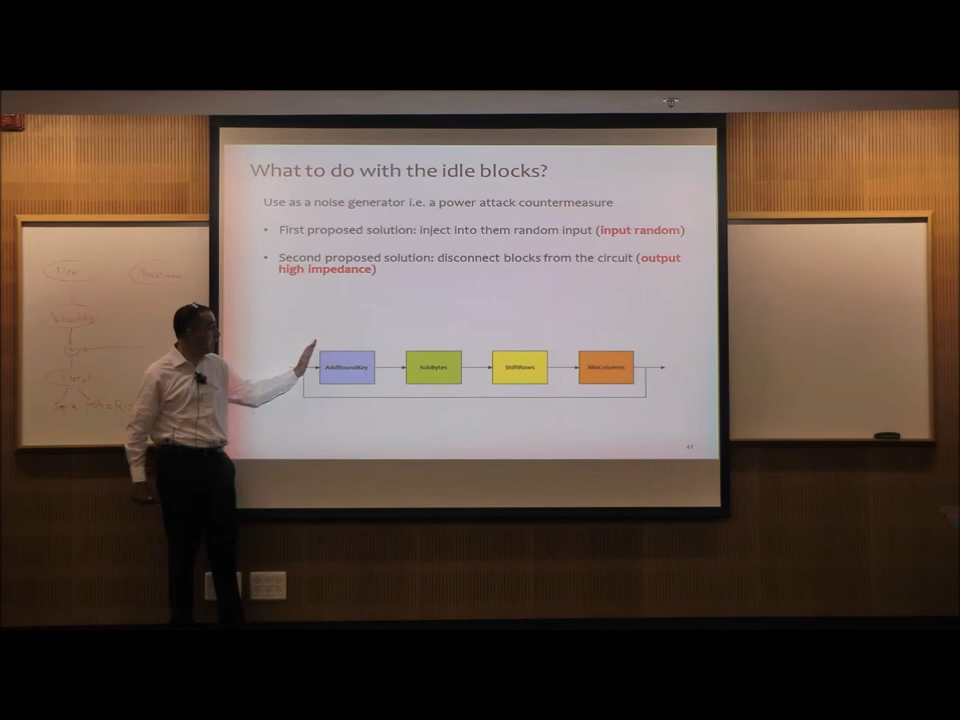 What to do with the idle blocks?
Use as a noise generator i.e. a power attack countermeasure
• First proposed solution: inject into them random input (input random)
• Second proposed solution: disconnect blocks from the circuit (output
high impedance)
AddRoundKey SubBytes ShiftRows MixColumns
41